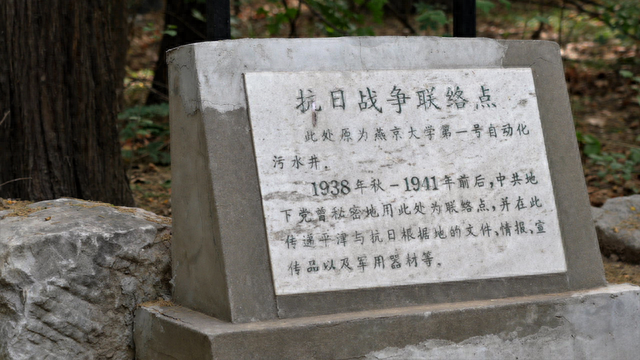 抗日战争联络点
此处原为燕京大学第一号自动化
污水井。
1938年秋-1941年前后,中共地
下党曾秘密地用此处为联络点,并在此
传递平津与抗日根据地的文件,情报,宣
传品以及军用器材等。